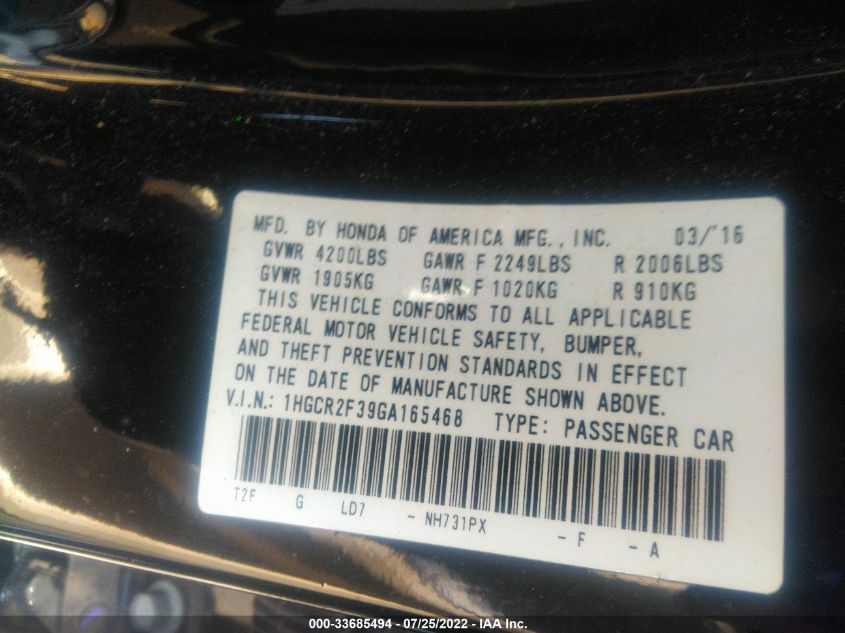 MFD. BY HONDA OF AMERICA MFG., INC. 03/'16
GVWR 4200LBS GAWR F 2249LBS R 2006LBS
GVWR 1905KG GAWR F 1020KG R 910KG
THIS VEHICLE CONFORMS TO ALL APPLICABLE
FEDERAL MOTOR VEHICLE SAFETY, BUMPER,
AND THEFT PREVENTION STANDARDS IN EFFECT
ON THE DATE OF MANUFACTURE SHOWN ABOVE.
V.I.N.: 1HGCR2F39GA165468 TYPE: PASSENGER CAR
T2F G LD7 - NH731PX - F - A
000-33685494 - 07/25/2022 - IAA Inc.